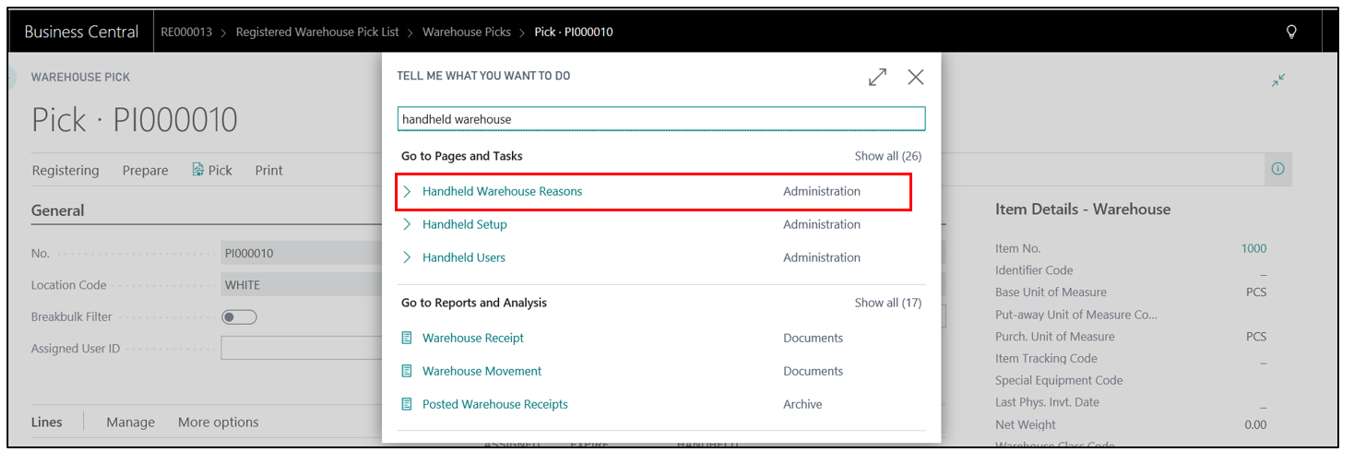 Business Central RE000013 > Registered Warehouse Pick List > Warehouse Picks > Pick · PI000010
WAREHOUSE PICK
Pick · PI000010
Registering Prepare Pick Print
General
No. PI000010
Location Code WHITE
Breakbulk Filter
Assigned User ID
Lines Manage More options
TELL ME WHAT YOU WANT TO DO
handheld warehouse
Go to Pages and Tasks Show all (26)
Handheld Warehouse Reasons Administration
Handheld Setup Administration
Handheld Users Administration
Go to Reports and Analysis Show all (17)
Warehouse Receipt Documents
Warehouse Movement Documents
Posted Warehouse Receipts Archive
ASSIGNED EXPIRE HANDHELD
Item Details - Warehouse
Item No. 1000
Identifier Code _
Base Unit of Measure PCS
Put-away Unit of Measure Co...
Purch. Unit of Measure PCS
Item Tracking Code _
Special Equipment Code
Last Phys. Invt. Date _
Net Weight 0.00
Warehouse Class Code